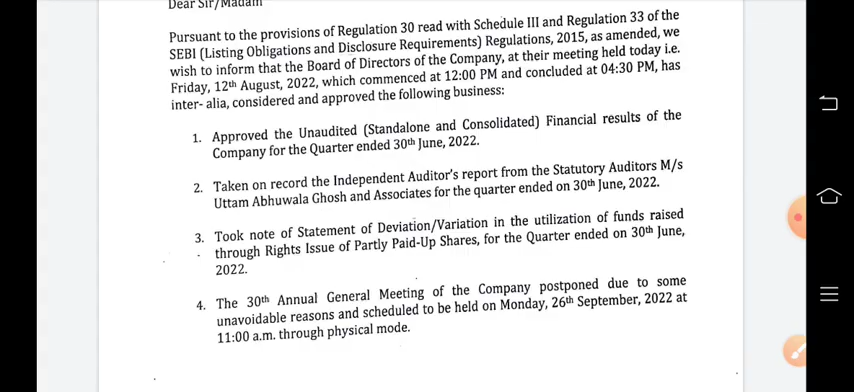 Dear Sir/Madam
Pursuant to the provisions of Regulation 30 read with Schedule III and Regulation 33 of the
SEBI (Listing Obligations and Disclosure Requirements) Regulations, 2015, as amended, we
wish to inform that the Board of Directors of the Company, at their meeting held today i.e.
Friday, 12th August, 2022, which commenced at 12:00 PM and concluded at 04:30 PM, has
inter- alia, considered and approved the following business:
1. Approved the Unaudited (Standalone and Consolidated) Financial results of the
Company for the Quarter ended 30th June, 2022.
2. Taken on record the Independent Auditor's report from the Statutory Auditors M/s
Uttam Abhuwala Ghosh and Associates for the quarter ended on 30th June, 2022.
3. Took note of Statement of Deviation/Variation in the utilization of funds raised
through Rights Issue of Partly Paid-Up Shares, for the Quarter ended on 30th June,
2022.
4. The 30th Annual General Meeting of the Company postponed due to some
unavoidable reasons and scheduled to be held on Monday, 26th September, 2022 at
11:00 a.m. through physical mode.